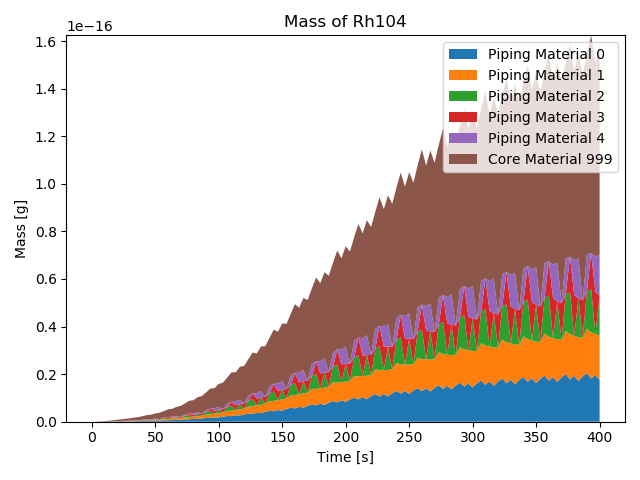 Mass of Rh104
1e−16
1.6
1.4
1.2
1.0
0.8
0.6
0.4
0.2
0.0
Mass [g]
Piping Material 0
Piping Material 1
Piping Material 2
Piping Material 3
Piping Material 4
Core Material 999
0 50 100 150 200 250 300 350 400
Time [s]